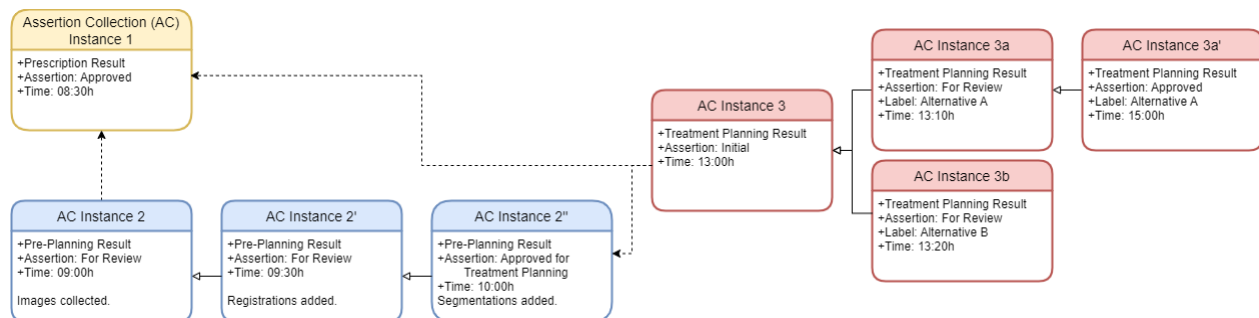 Assertion Collection (AC)
Instance 1
+Prescription Result
+Assertion: Approved
+Time: 08:30h
AC Instance 2
+Pre-Planning Result
+Assertion: For Review
+Time: 09:00h
Images collected.
AC Instance 2'
+Pre-Planning Result
+Assertion: For Review
+Time: 09:30h
Registrations added.
AC Instance 2"
+Pre-Planning Result
+Assertion: Approved for
Treatment Planning
+Time: 10:00h
Segmentations added.
AC Instance 3
+Treatment Planning Result
+Assertion: Initial
+Time: 13:00h
AC Instance 3a
+Treatment Planning Result
+Assertion: For Review
+Label: Alternative A
+Time: 13:10h
AC Instance 3a'
+Treatment Planning Result
+Assertion: Approved
+Label: Alternative A
+Time: 15:00h
AC Instance 3b
+Treatment Planning Result
+Assertion: For Review
+Label: Alternative B
+Time: 13:20h